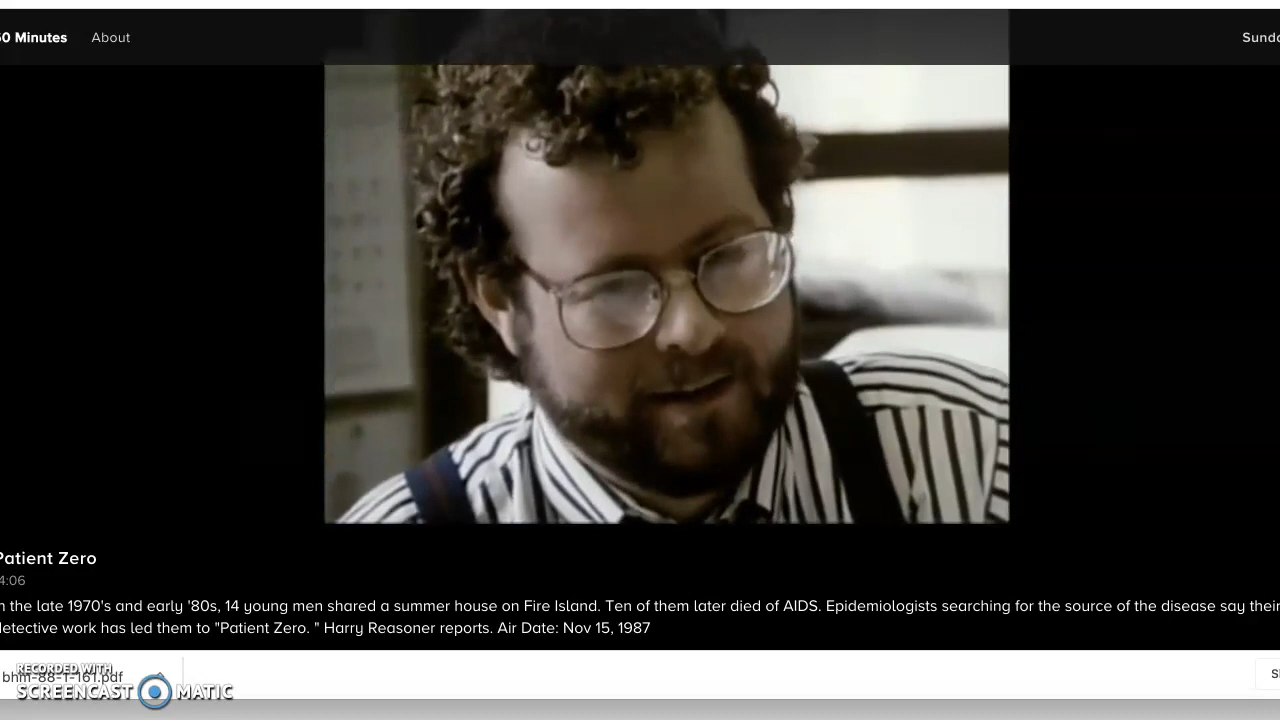 60 Minutes About Sund
Patient Zero
4:06
n the late 1970's and early '80s, 14 young men shared a summer house on Fire Island. Ten of them later died of AIDS. Epidemiologists searching for the source of the disease say their
detective work has led them to "Patient Zero. " Harry Reasoner reports. Air Date: Nov 15, 1987
bhm-88-1-161.pdf
RECORDED WITH
SCREENCAST MATIC